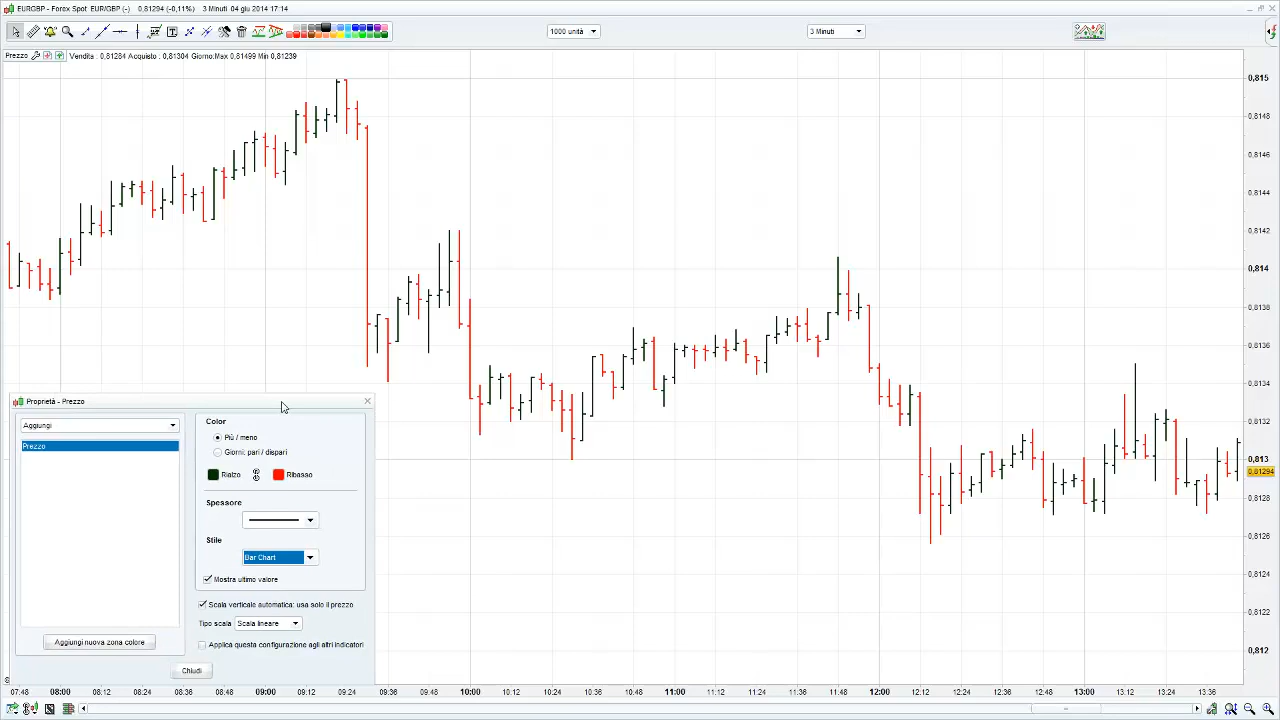 EURGBP - Forex Spot EUR/GBP (-) 0,81294 (-0,11%) 3 Minuti 04 giu 2014 17:14
1000 unità
3 Minuti
Prezzo
Vendita : 0,81284 Acquisto : 0,81304 Giorno:Max 0,81499 Min 0,81239
0,815
0,8148
0,8146
0,8144
0,8142
0,814
0,8138
0,8136
0,8134
0,8132
0,813
0,81294
0,8128
0,8126
0,8124
0,8122
0,812
Proprietà - Prezzo
Aggiungi
Prezzo
Aggiungi nuova zona colore
Color
Più / meno
Giorni: pari / dispari
Rialzo
Ribasso
Spessore
Stile
Bar Chart
Mostra ultimo valore
Scala verticale automatica: usa solo il prezzo
Tipo scala Scala lineare
Applica questa configurazione agli altri indicatori
Chiudi
07.48 08:00 08:12 08:24 08:36 08:48 09:00 09:12 09:24 09.36 09.48 10:00 10:12 10:24 10.36 10.48 11:00 11:12 11:24 11:36 11:48 12:00 12:12 12:24 12:36 12:48 13:00 13:12 13:24 13:36